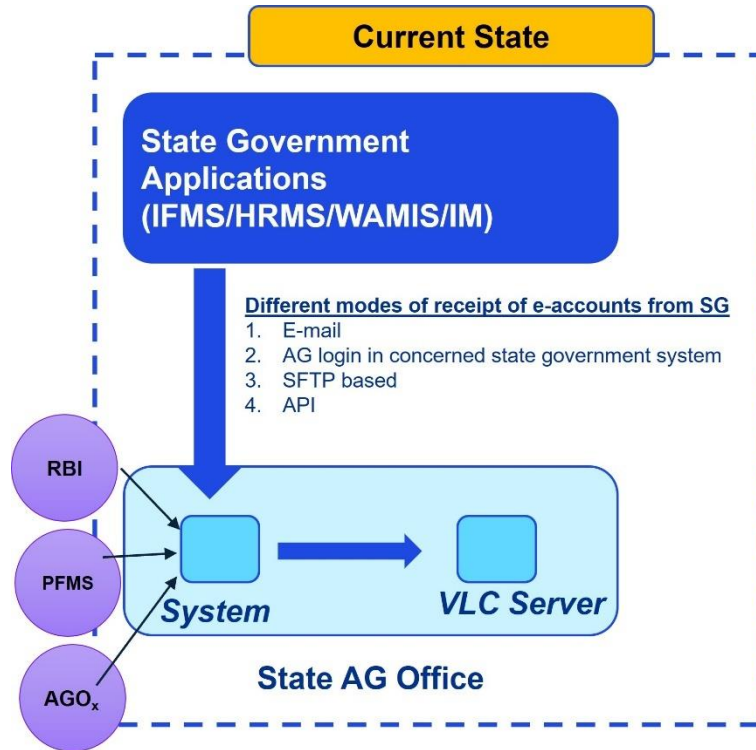 Current State
State Government
Applications
(IFMS/HRMS/WAMIS/IM)
Different modes of receipt of e-accounts from SG
1. E-mail
2. AG login in concerned state government system
3. SFTP based
4. API
RBI
PFMS
AGOₓ
System
VLC Server
State AG Office